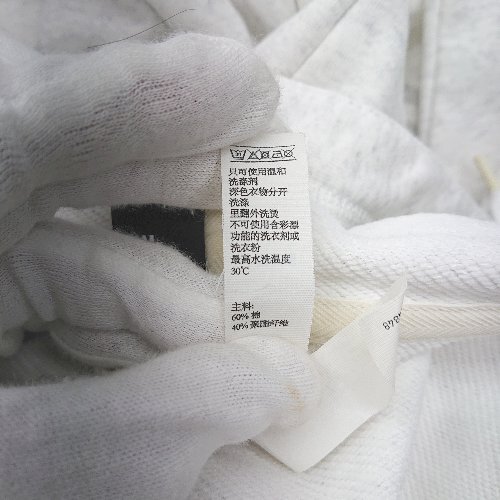 只可使用温和
洗涤剂
深色衣物分开
洗涤
里翻外洗烫
不可使用含彩漂
功能的洗衣剂或
洗衣粉
最高水洗温度
30℃
主料:
60% 棉
40% 聚酯纤维